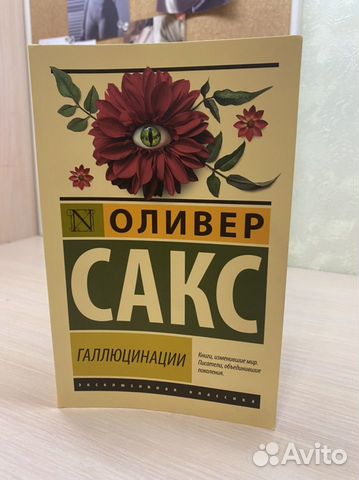 N ОЛИВЕР
САКС
ГАЛЛЮЦИНАЦИИ
Книги, изменившие мир.
Писатели, объединившие
поколения.
ЭКСКЛЮЗИВНАЯ КЛАССИКА
Avito